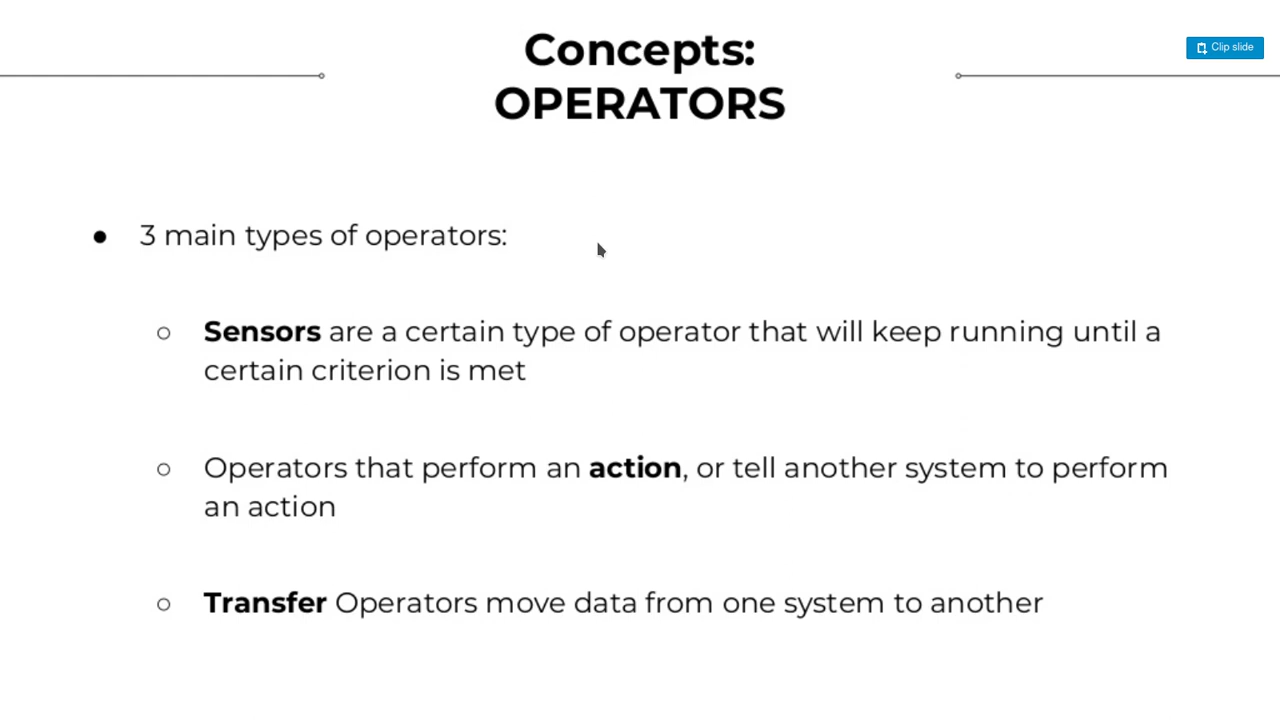 Concepts:
OPERATORS
Clip slide
● 3 main types of operators:
○ Sensors are a certain type of operator that will keep running until a
certain criterion is met
○ Operators that perform an action, or tell another system to perform
an action
○ Transfer Operators move data from one system to another